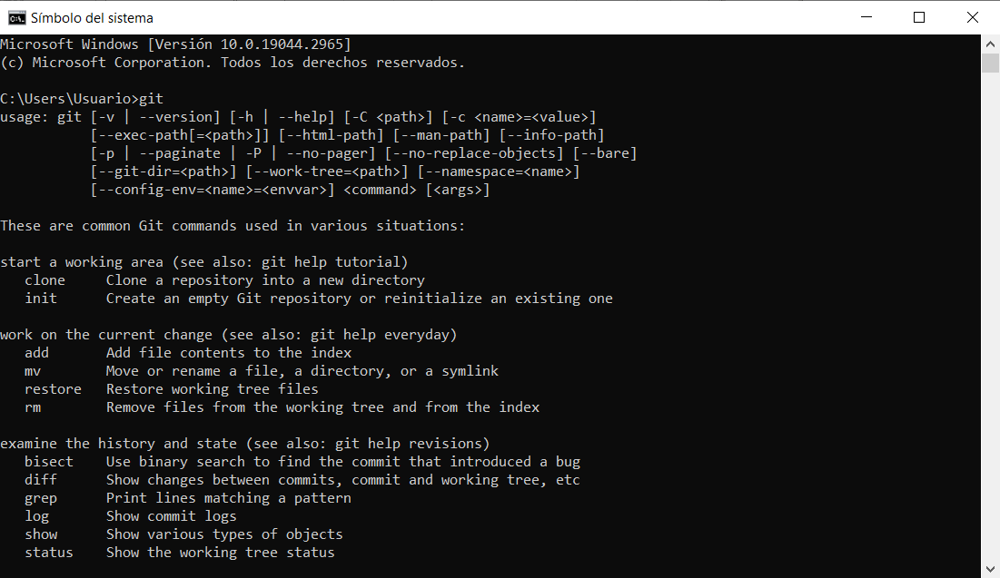 Símbolo del sistema
Microsoft Windows [Versión 10.0.19044.2965]
(c) Microsoft Corporation. Todos los derechos reservados.
C:\Users\Usuario>git
usage: git [-v | --version] [-h | --help] [-C <path>] [-c <name>=<value>]
           [--exec-path[=<path>]] [--html-path] [--man-path] [--info-path]
           [-p | --paginate | -P | --no-pager] [--no-replace-objects] [--bare]
           [--git-dir=<path>] [--work-tree=<path>] [--namespace=<name>]
           [--config-env=<name>=<envvar>] <command> [<args>]
These are common Git commands used in various situations:
start a working area (see also: git help tutorial)
   clone     Clone a repository into a new directory
   init      Create an empty Git repository or reinitialize an existing one
work on the current change (see also: git help everyday)
   add       Add file contents to the index
   mv        Move or rename a file, a directory, or a symlink
   restore   Restore working tree files
   rm        Remove files from the working tree and from the index
examine the history and state (see also: git help revisions)
   bisect    Use binary search to find the commit that introduced a bug
   diff      Show changes between commits, commit and working tree, etc
   grep      Print lines matching a pattern
   log       Show commit logs
   show      Show various types of objects
   status    Show the working tree status